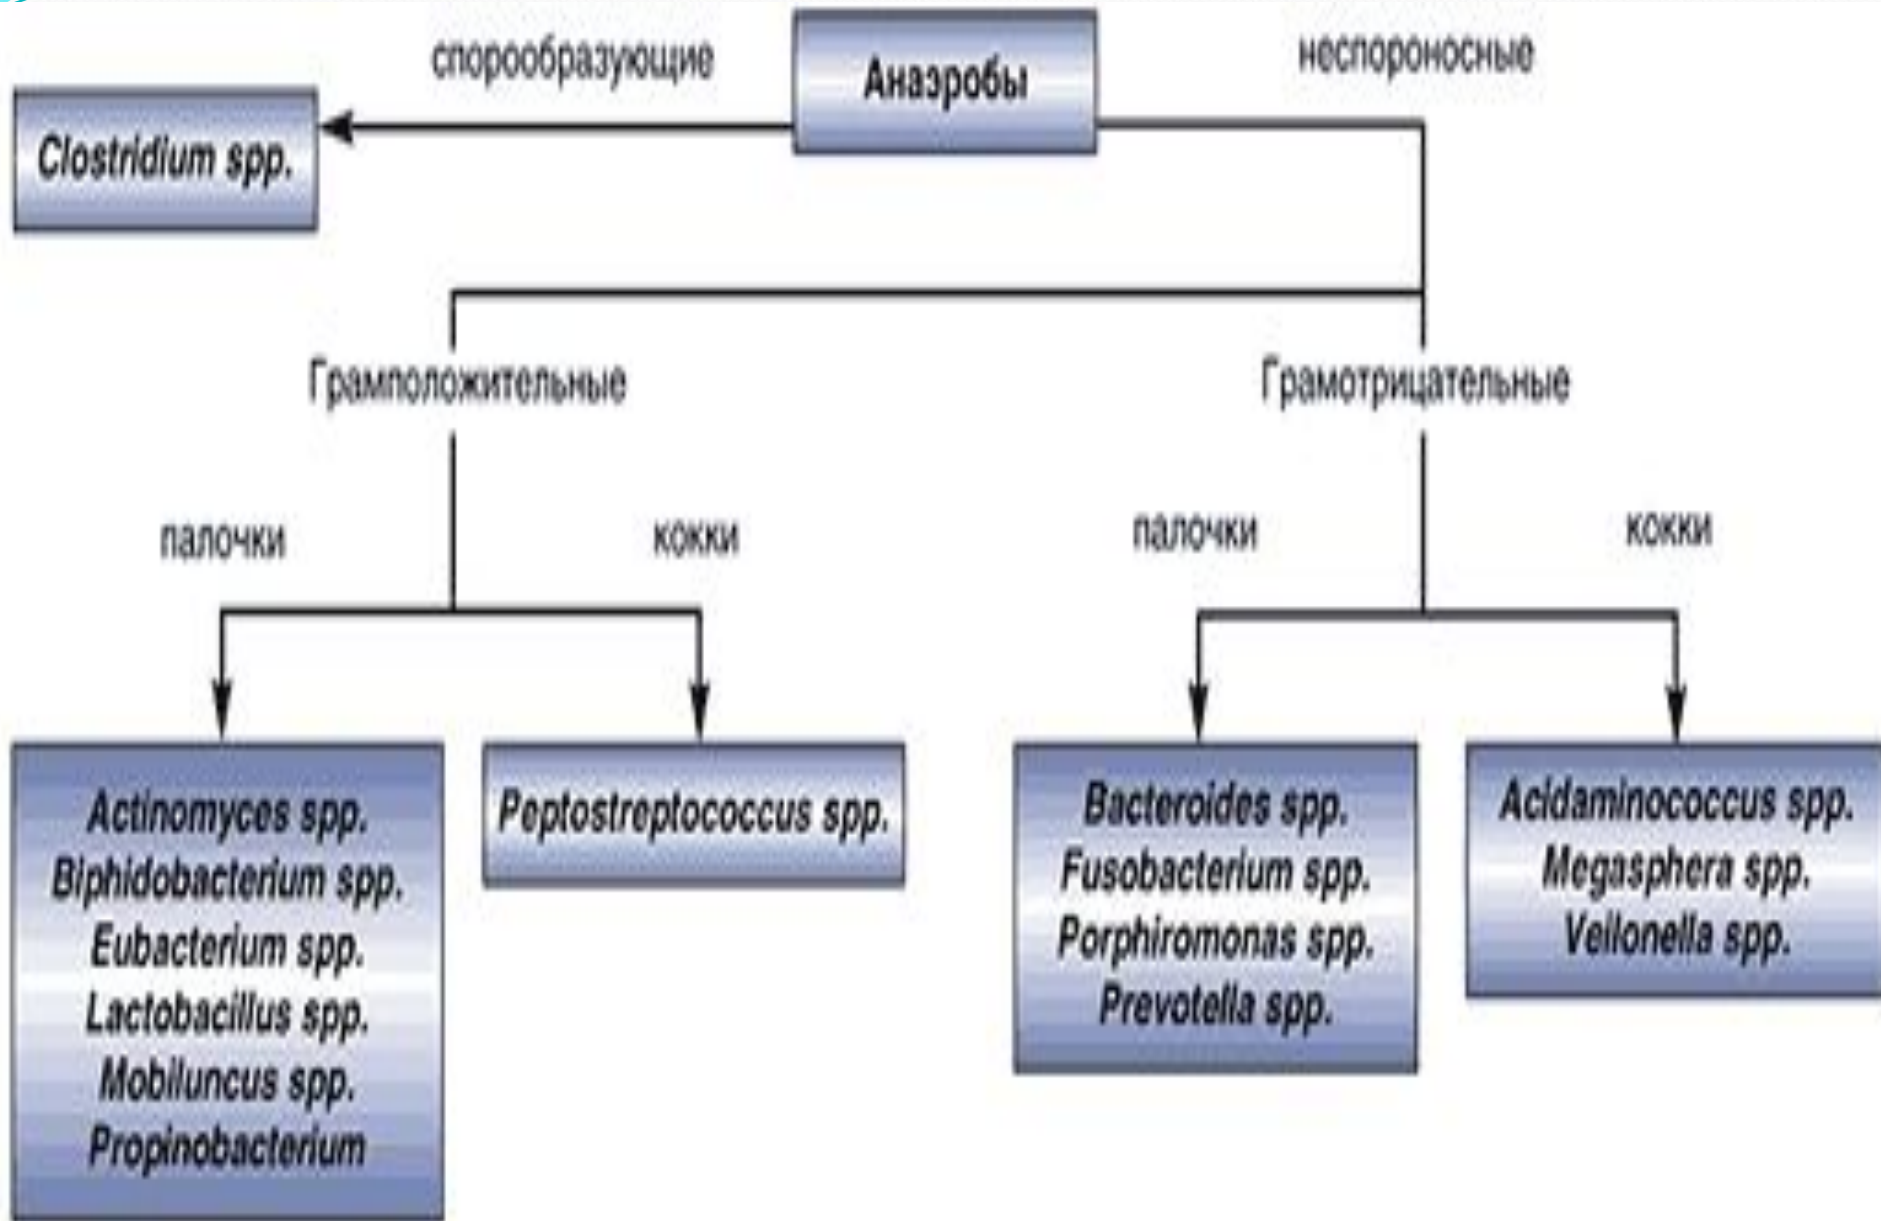 спорообразующие
Анаэробы
неспороносные
Clostridium spp.
Грамположительные
Грамотрицательные
палочки
кокки
палочки
кокки
Actinomyces spp.
Biphidobacterium spp.
Eubacterium spp.
Lactobacillus spp.
Mobiluncus spp.
Propinobacterium
Peptostreptococcus spp.
Bacteroides spp.
Fusobacterium spp.
Porphiromonas spp.
Prevotella spp.
Acidaminococcus spp.
Megasphera spp.
Veilonella spp.